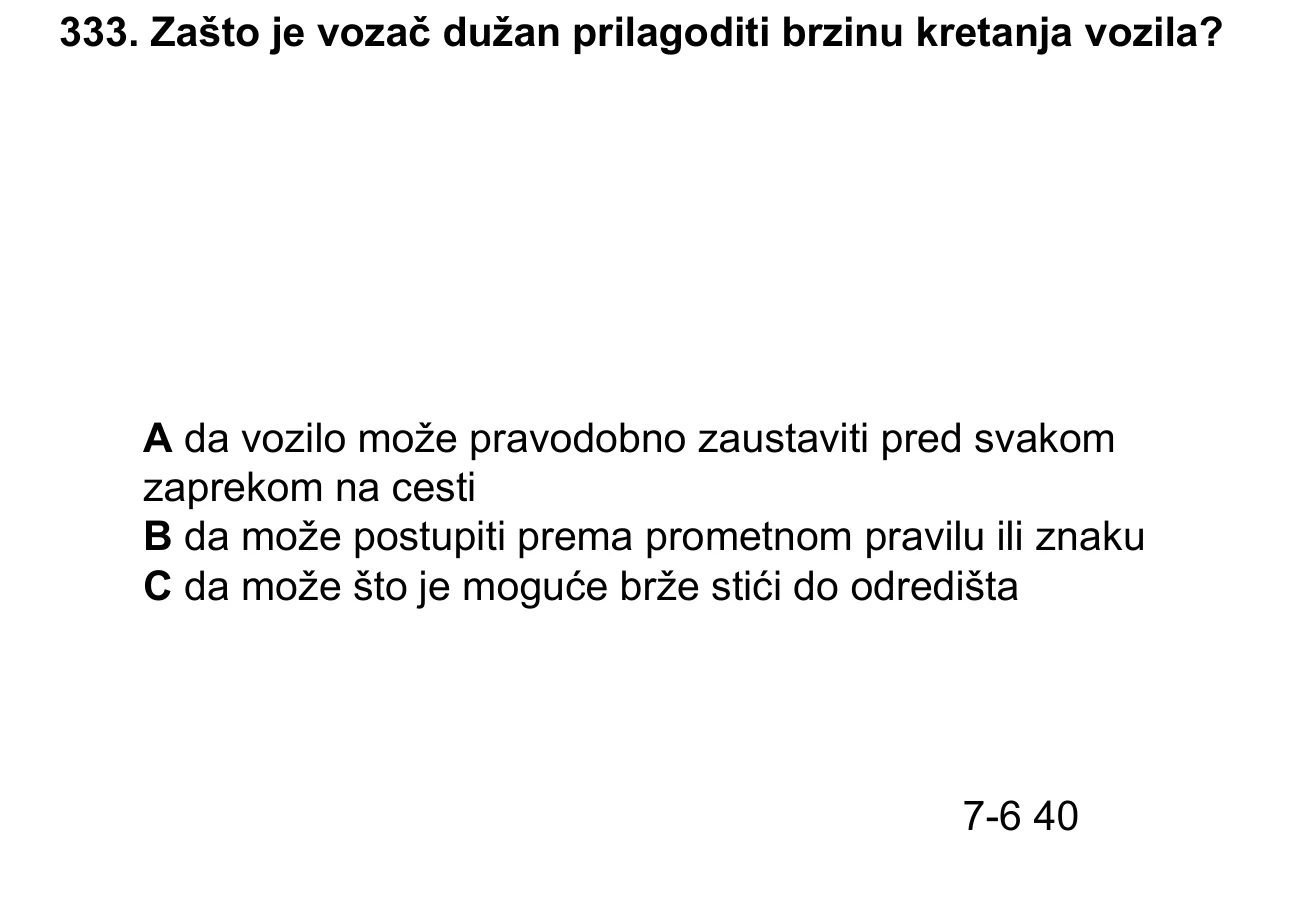 333. Zašto je vozač dužan prilagoditi brzinu kretanja vozila?
A da vozilo može pravodobno zaustaviti pred svakom
zaprekom na cesti
B da može postupiti prema prometnom pravilu ili znaku
C da može što je moguće brže stići do odredišta
7-6 40